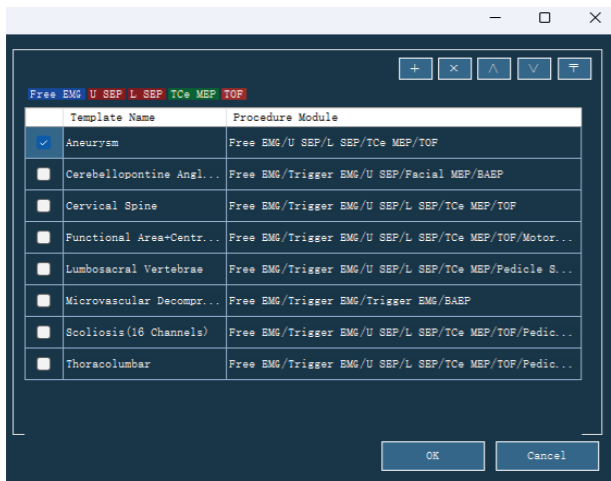 Free EMG U SEP L SEP TCe MEP TOF
Template Name Procedure Module
Aneurysm Free EMG/U SEP/L SEP/TCe MEP/TOF
Cerebellopontine Angl... Free EMG/Trigger EMG/U SEP/Facial MEP/BAEP
Cervical Spine Free EMG/Trigger EMG/U SEP/L SEP/TCe MEP/TOF
Functional Area+Centr... Free EMG/Trigger EMG/U SEP/L SEP/TCe MEP/TOF/Motor...
Lumbosacral Vertebrae Free EMG/Trigger EMG/U SEP/L SEP/TCe MEP/Pedicle S...
Microvascular Decompr... Free EMG/Trigger EMG/Trigger EMG/BAEP
Scoliosis(16 Channels) Free EMG/Trigger EMG/U SEP/L SEP/TCe MEP/TOF/Pedic...
Thoracolumbar Free EMG/Trigger EMG/U SEP/L SEP/TCe MEP/TOF/Pedic...
OK Cancel